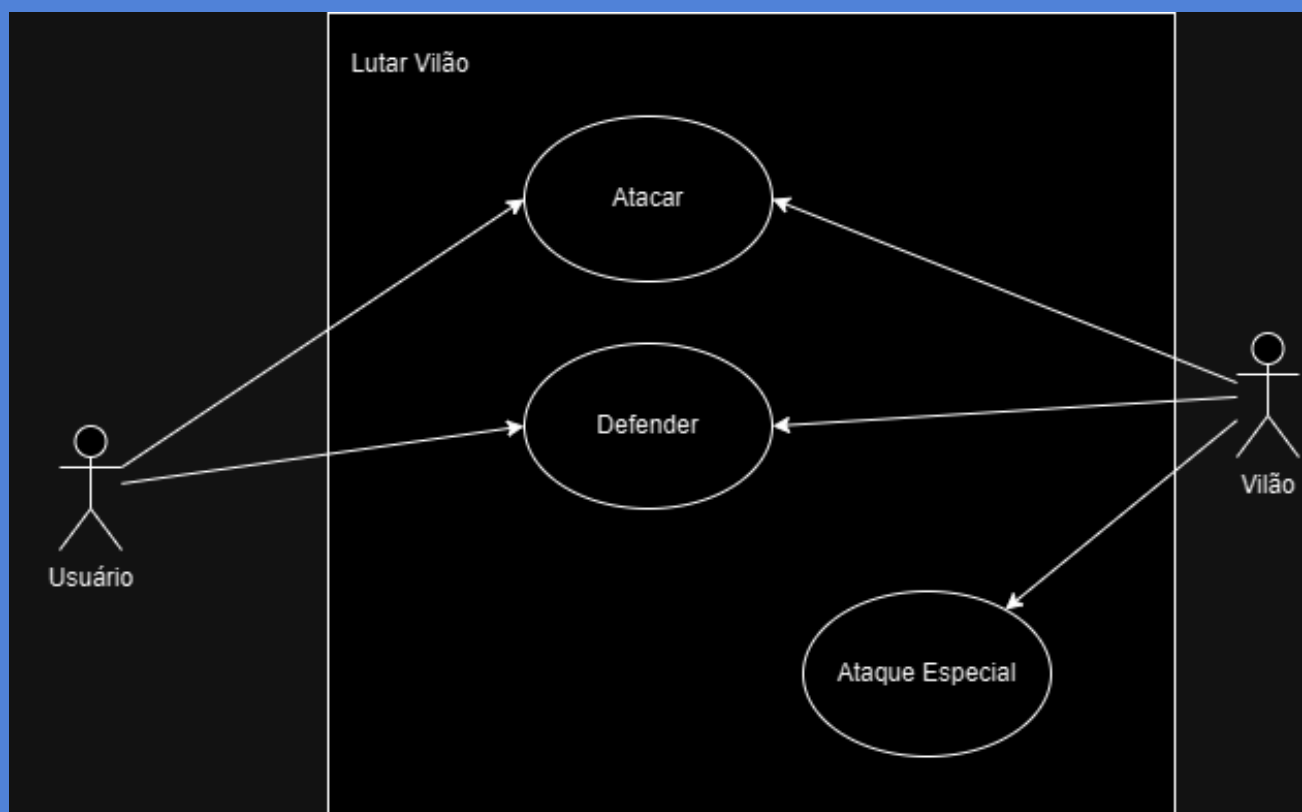 Lutar Vilão
Atacar
Defender
Vilão
Usuário
Ataque Especial